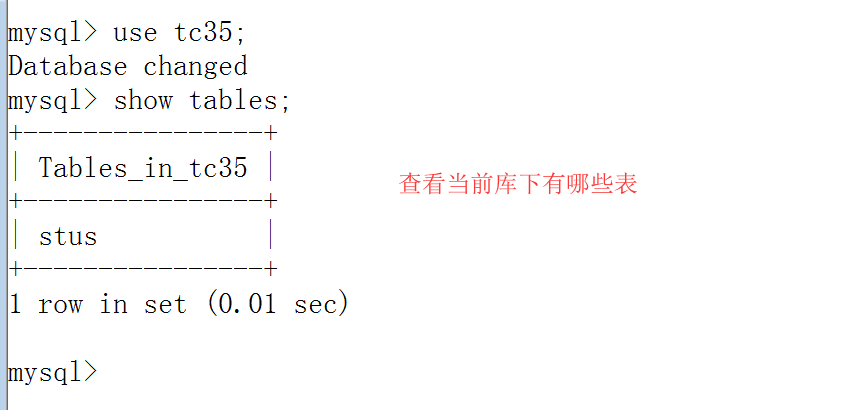 mysql> use tc35;
Database changed
mysql> show tables;
+----------------+
| Tables_in_tc35 |
+----------------+
| stus           |
+----------------+
1 row in set (0.01 sec)
mysql>
查看当前库下有哪些表